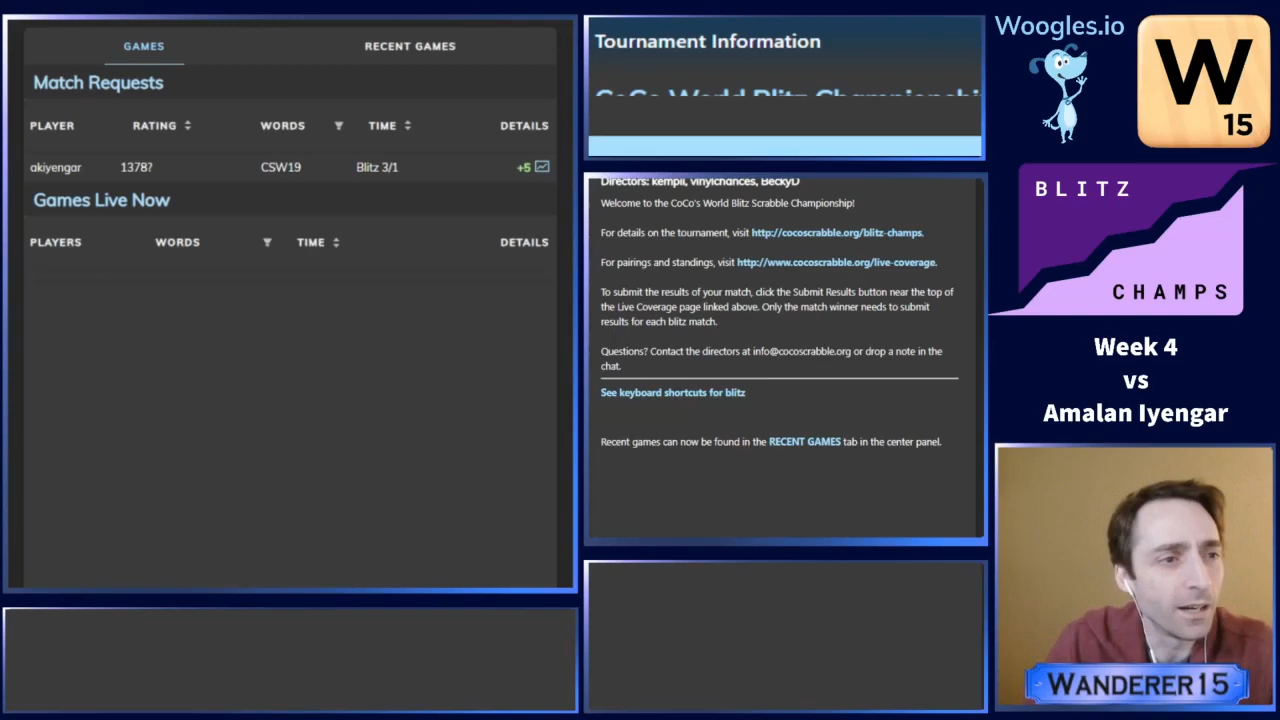 GAMES
RECENT GAMES
Match Requests
PLAYER RATING WORDS TIME DETAILS
akiyengar 1378? CSW19 Blitz 3/1 +5
Games Live Now
PLAYERS WORDS TIME DETAILS
Tournament Information
CoCo World Blitz Championship
Directors: kempii, vinylchances, BeckyD
Welcome to the CoCo's World Blitz Scrabble Championship!
For details on the tournament, visit http://cocoscrabble.org/blitz-champs.
For pairings and standings, visit http://www.cocoscrabble.org/live-coverage.
To submit the results of your match, click the Submit Results button near the top of
the Live Coverage page linked above. Only the match winner needs to submit
results for each blitz match.
Questions? Contact the directors at info@cocoscrabble.org or drop a note in the
chat.
See keyboard shortcuts for blitz
Recent games can now be found in the RECENT GAMES tab in the center panel.
Woogles.io
W
15
BLITZ
CHAMPS
Week 4
vs
Amalan Iyengar
WANDERER15